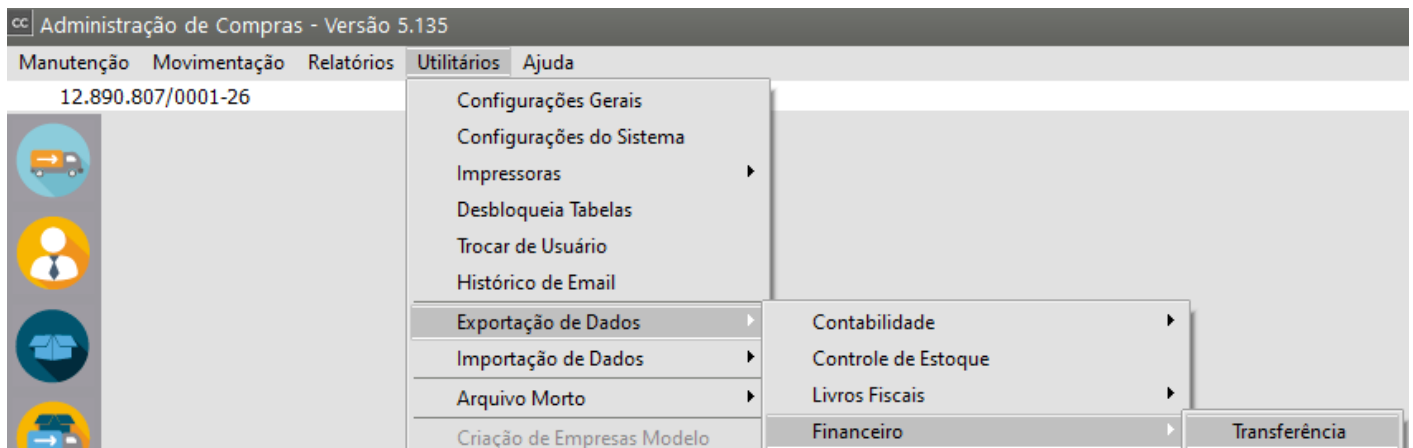 cc Administração de Compras - Versão 5.135
Manutenção Movimentação Relatórios Utilitários Ajuda
12.890.807/0001-26
Configurações Gerais
Configurações do Sistema
Impressoras
Desbloqueia Tabelas
Trocar de Usuário
Histórico de Email
Exportação de Dados
Importação de Dados
Arquivo Morto
Criação de Empresas Modelo
Contabilidade
Controle de Estoque
Livros Fiscais
Financeiro
Transferência